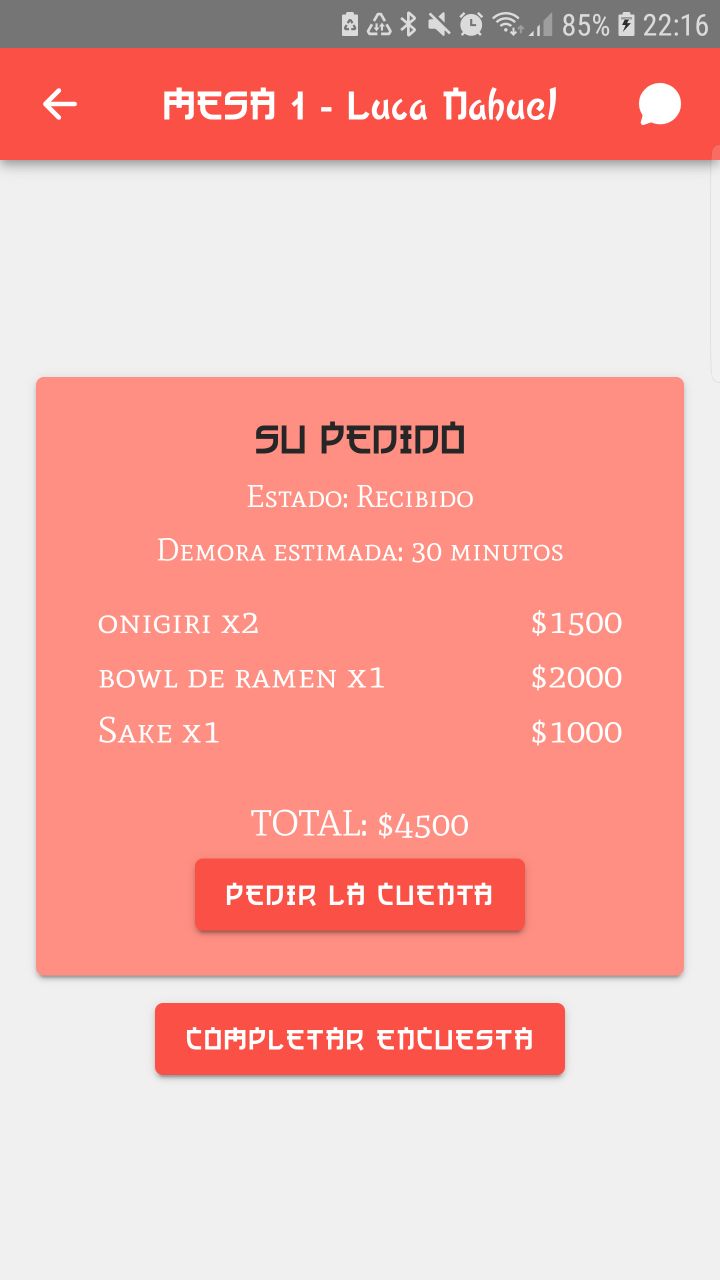 85% 22:16
MESA 1 - Luca Nahuel
SU PEDIDO
Estado: Recibido
Demora estimada: 30 minutos
onigiri x2 $1500
bowl de ramen x1 $2000
Sake x1 $1000
TOTAL: $4500
PEDIR LA CUENTA
COMPLETAR ENCUESTA